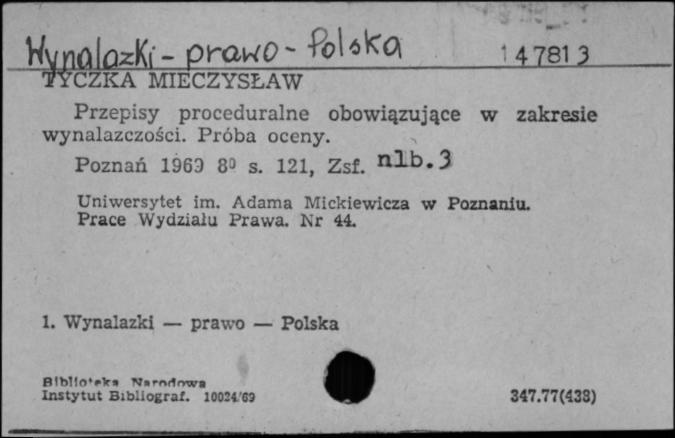 Wynalazki - prawo - Polska 147813
TYCZKA MIECZYSŁAW
Przepisy proceduralne obowiązujące w zakresie
wynalazczości. Próba oceny.
Poznań 1969 8⁰ s. 121, Zsf. nlb. 3
Uniwersytet im. Adama Mickiewicza w Poznaniu.
Prace Wydziału Prawa. Nr 44.
1. Wynalazki — prawo — Polska
Biblioteka Narodowa
Instytut Bibliograf. 10024/69 347.77(438)